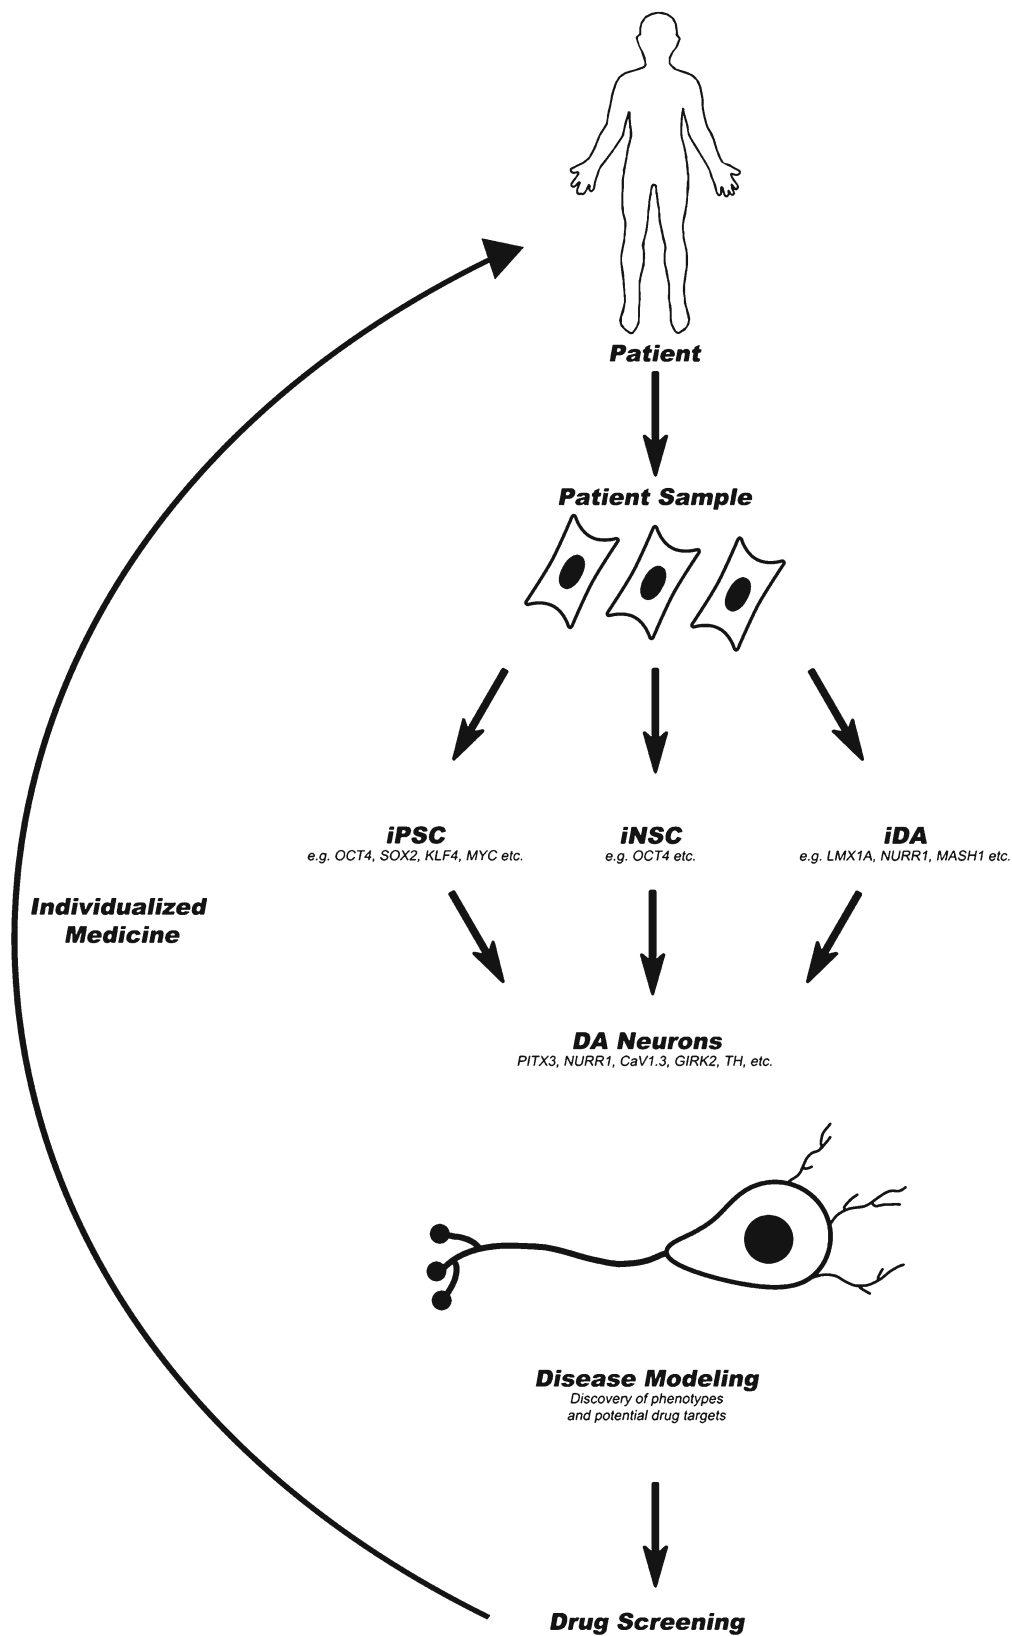 Patient
Patient Sample
iPSC
e.g. OCT4, SOX2, KLF4, MYC etc.
iNSC
e.g. OCT4 etc.
iDA
e.g. LMX1A, NURR1, MASH1 etc.
Individualized
Medicine
DA Neurons
PITX3, NURR1, CaV1.3, GIRK2, TH, etc.
Disease Modeling
Discovery of phenotypes
and potential drug targets
Drug Screening